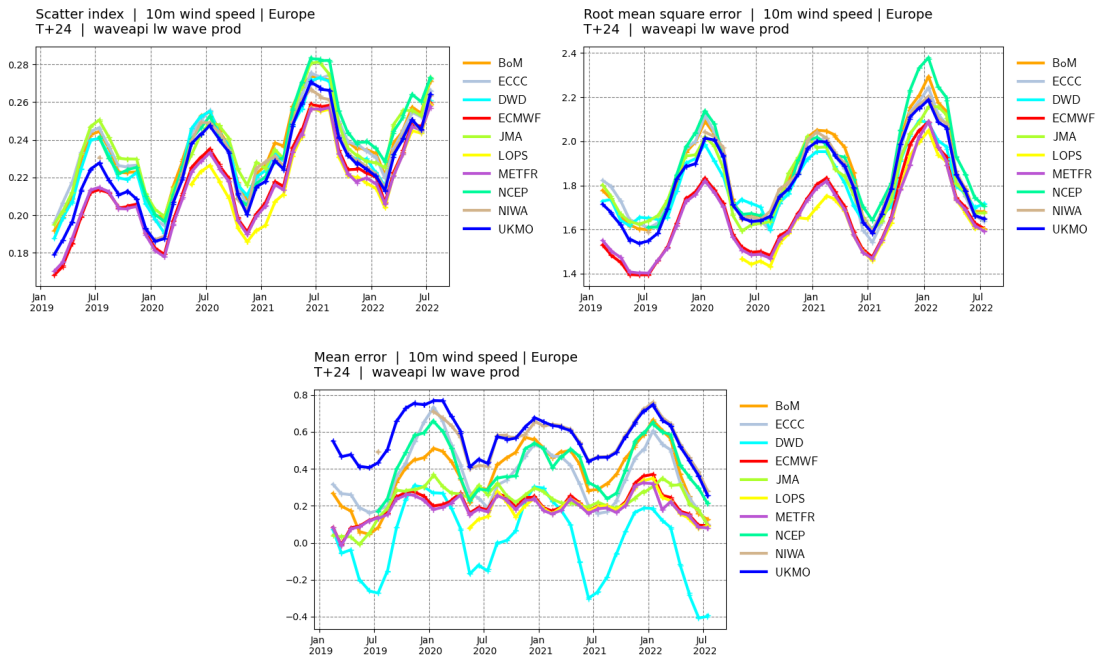 Scatter index | 10m wind speed | Europe
T+24 | waveapi lw wave prod
0.28
0.26
0.24
0.22
0.20
0.18
Jan 2019
Jul 2019
Jan 2020
Jul 2020
Jan 2021
Jul 2021
Jan 2022
Jul 2022
BoM
ECCC
DWD
ECMWF
JMA
LOPS
METFR
NCEP
NIWA
UKMO
Root mean square error | 10m wind speed | Europe
T+24 | waveapi lw wave prod
2.4
2.2
2.0
1.8
1.6
1.4
Jan 2019
Jul 2019
Jan 2020
Jul 2020
Jan 2021
Jul 2021
Jan 2022
Jul 2022
BoM
ECCC
DWD
ECMWF
JMA
LOPS
METFR
NCEP
NIWA
UKMO
Mean error | 10m wind speed | Europe
T+24 | waveapi lw wave prod
0.8
0.6
0.4
0.2
0.0
−0.2
−0.4
Jan 2019
Jul 2019
Jan 2020
Jul 2020
Jan 2021
Jul 2021
Jan 2022
Jul 2022
BoM
ECCC
DWD
ECMWF
JMA
LOPS
METFR
NCEP
NIWA
UKMO